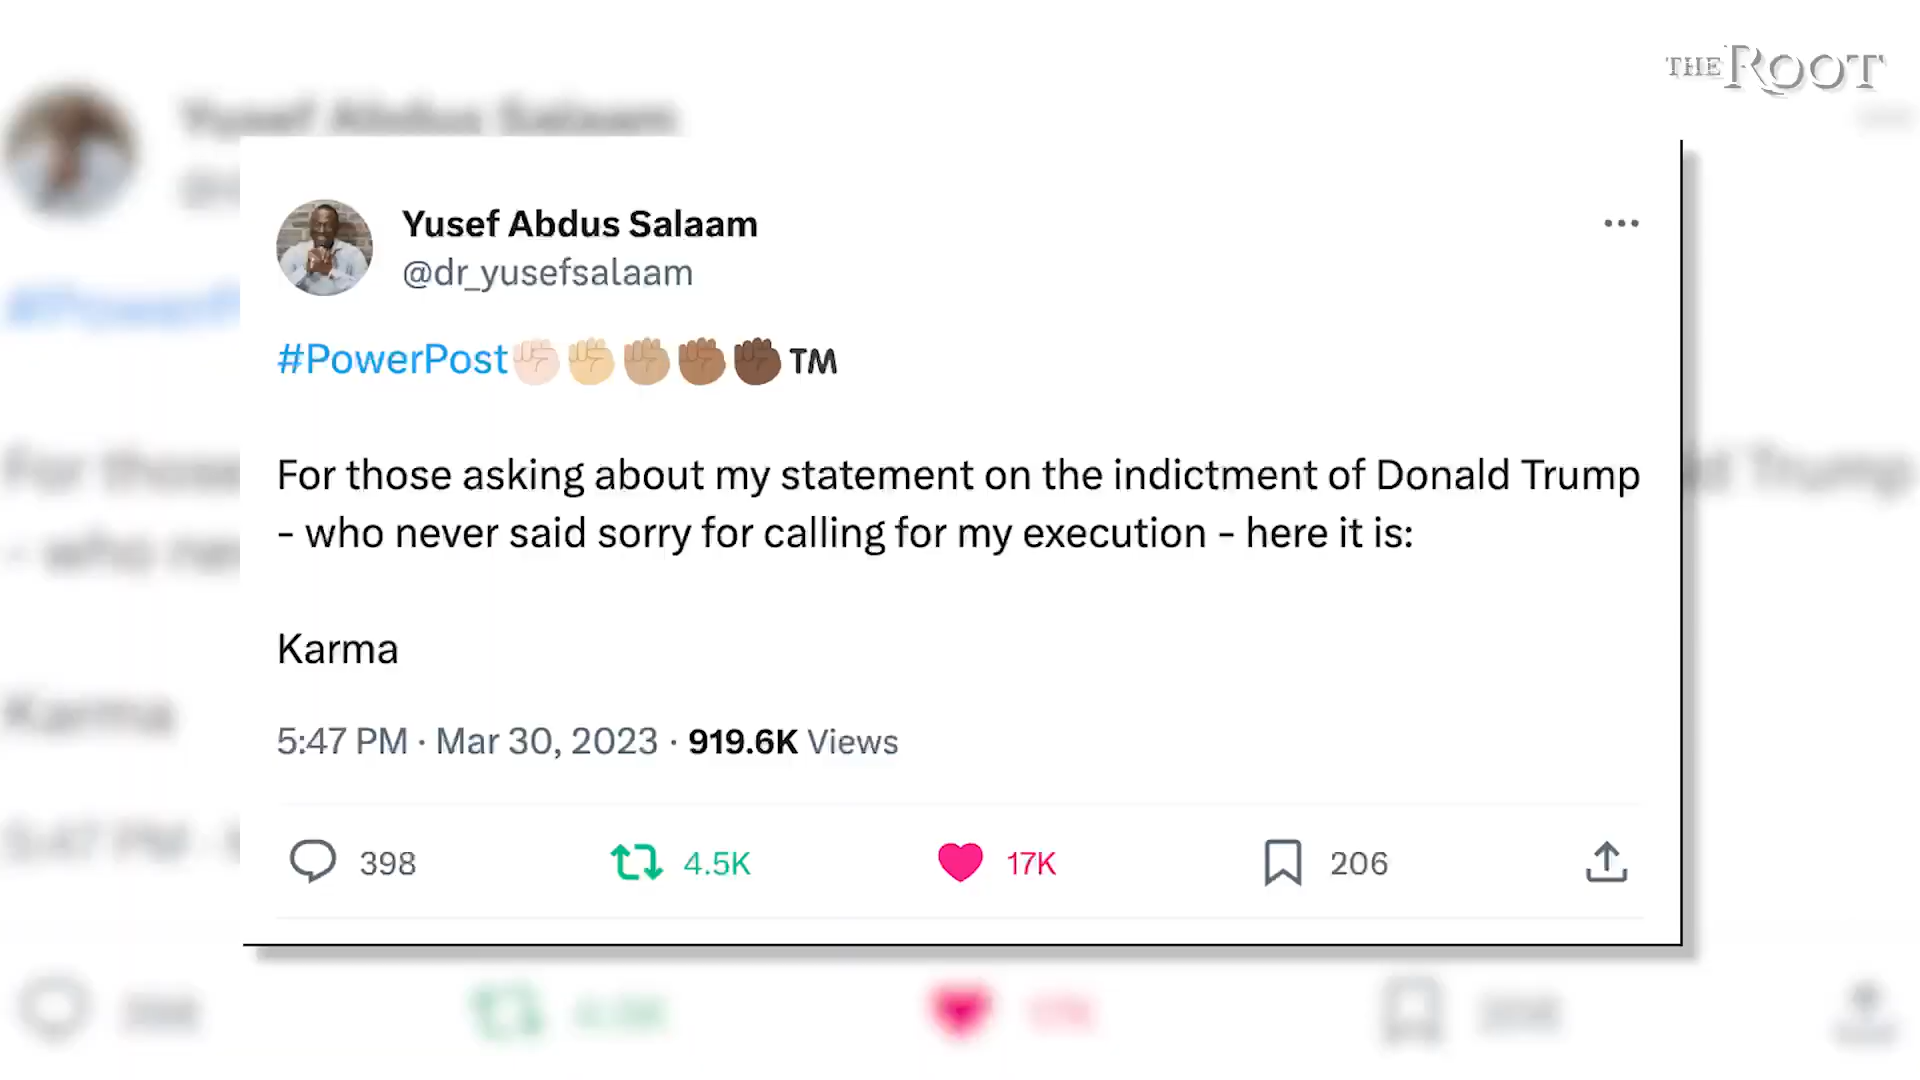 THE ROOT
Yusef Abdus Salaam
@dr_yusefsalaam
#PowerPost✊🏻✊🏼✊🏽✊🏾✊🏿™
For those asking about my statement on the indictment of Donald Trump
- who never said sorry for calling for my execution - here it is:
Karma
5:47 PM · Mar 30, 2023 · 919.6K Views
398 4.5K 17K 206